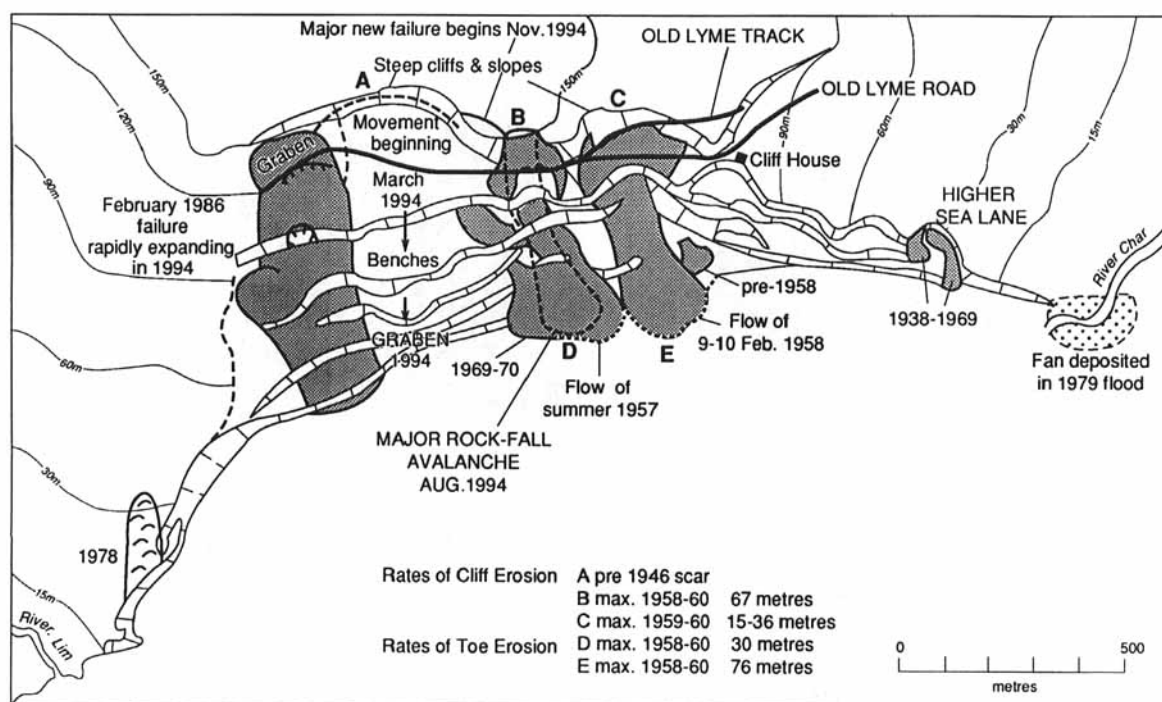 Major new failure begins Nov.1994
OLD LYME TRACK
Steep cliffs & slopes
150m
150m
A
C
B
OLD LYME ROAD
120m
Movement
beginning
90m
60m
30m
15m
Graben
Cliff House
90m
March
1994
HIGHER
SEA LANE
February 1986
failure
rapidly expanding
in 1994
Benches
River Char
pre-1958
GRABEN
1994
1938-1969
Flow of
9-10 Feb. 1958
D
E
1969-70
60m
Fan deposited
in 1979 flood
Flow of
summer 1957
MAJOR ROCK-FALL
AVALANCHE
AUG.1994
30m
1978
Rates of Cliff Erosion A pre 1946 scar
B max. 1958-60 67 metres
C max. 1959-60 15-36 metres
Rates of Toe Erosion D max. 1958-60 30 metres
E max. 1958-60 76 metres
15m
River. Lim
0 500
metres